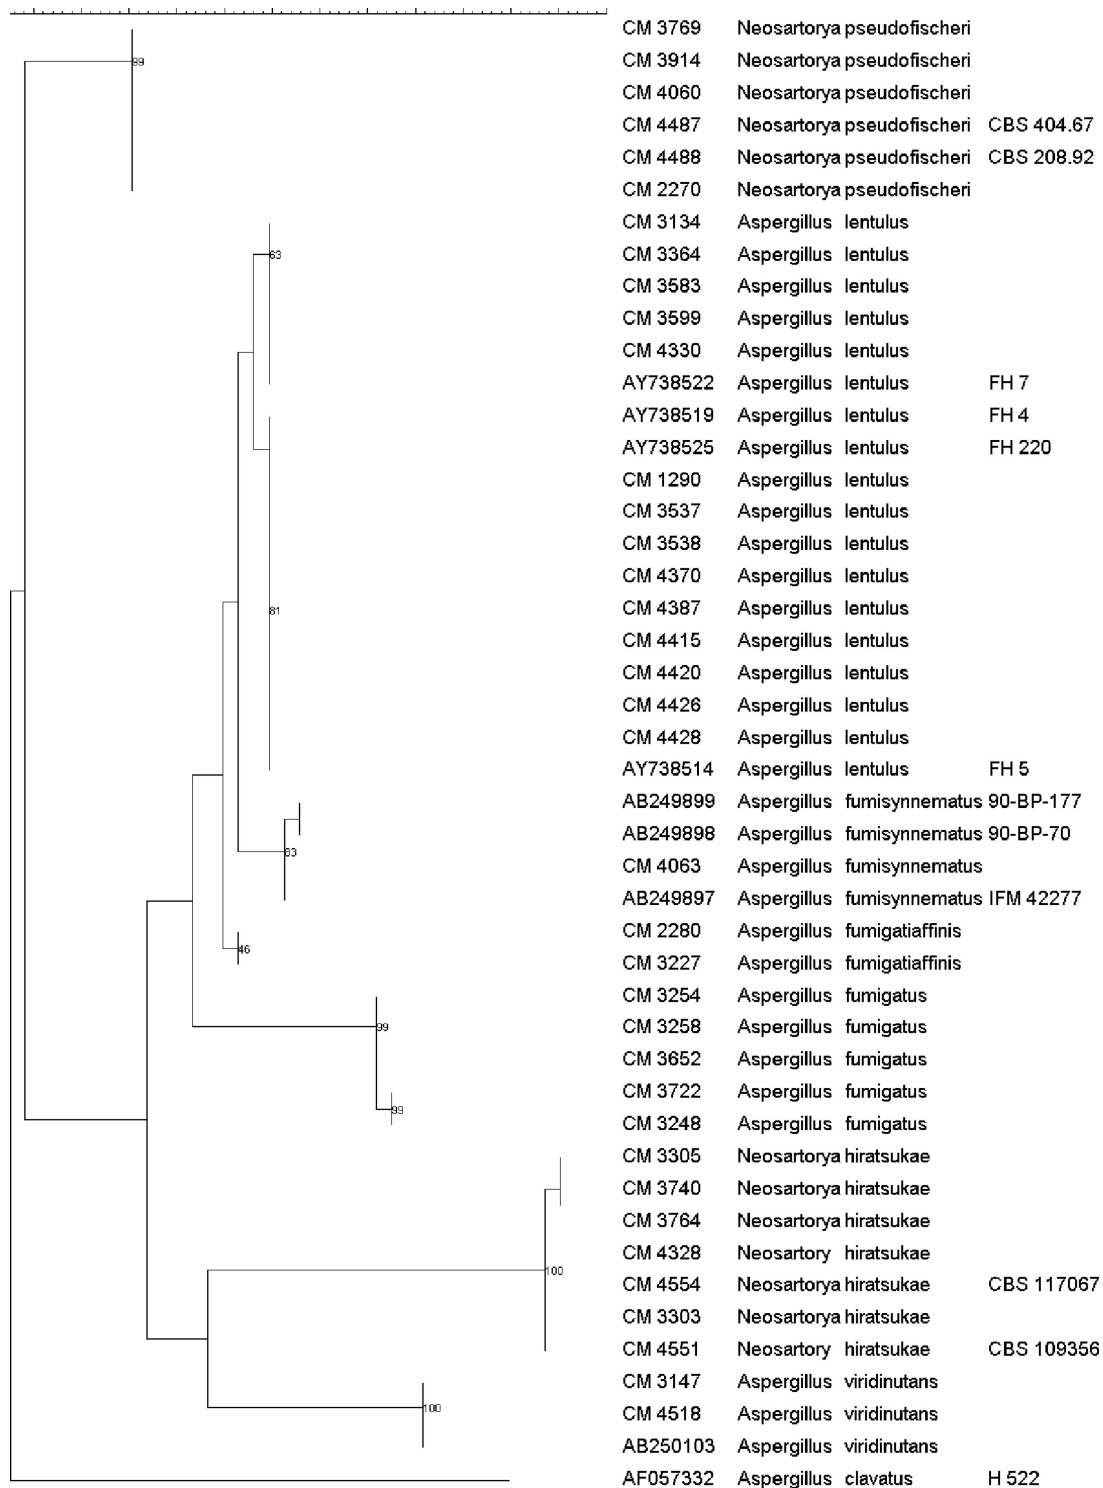 CM 3769 Neosartorya pseudofischeri
99
CM 3914 Neosartorya pseudofischeri
CM 4060 Neosartorya pseudofischeri
CM 4487 Neosartorya pseudofischeri CBS 404.67
CM 4488 Neosartorya pseudofischeri CBS 208.92
CM 2270 Neosartorya pseudofischeri
CM 3134 Aspergillus lentulus
63
CM 3364 Aspergillus lentulus
CM 3583 Aspergillus lentulus
CM 3599 Aspergillus lentulus
CM 4330 Aspergillus lentulus
AY738522 Aspergillus lentulus FH 7
AY738519 Aspergillus lentulus FH 4
AY738525 Aspergillus lentulus FH 220
CM 1290 Aspergillus lentulus
CM 3537 Aspergillus lentulus
CM 3538 Aspergillus lentulus
CM 4370 Aspergillus lentulus
81
CM 4387 Aspergillus lentulus
CM 4415 Aspergillus lentulus
CM 4420 Aspergillus lentulus
CM 4426 Aspergillus lentulus
CM 4428 Aspergillus lentulus
AY738514 Aspergillus lentulus FH 5
AB249899 Aspergillus fumisynnematus 90-BP-177
AB249898 Aspergillus fumisynnematus 90-BP-70
83
CM 4063 Aspergillus fumisynnematus
AB249897 Aspergillus fumisynnematus IFM 42277
CM 2280 Aspergillus fumigatiaffinis
46
CM 3227 Aspergillus fumigatiaffinis
CM 3254 Aspergillus fumigatus
99
CM 3258 Aspergillus fumigatus
CM 3652 Aspergillus fumigatus
CM 3722 Aspergillus fumigatus
99
CM 3248 Aspergillus fumigatus
CM 3305 Neosartorya hiratsukae
CM 3740 Neosartorya hiratsukae
CM 3764 Neosartorya hiratsukae
CM 4328 Neosartory hiratsukae
100
CM 4554 Neosartorya hiratsukae CBS 117067
CM 3303 Neosartorya hiratsukae
CM 4551 Neosartory hiratsukae CBS 109356
CM 3147 Aspergillus viridinutans
100
CM 4518 Aspergillus viridinutans
AB250103 Aspergillus viridinutans
AF057332 Aspergillus clavatus H 522